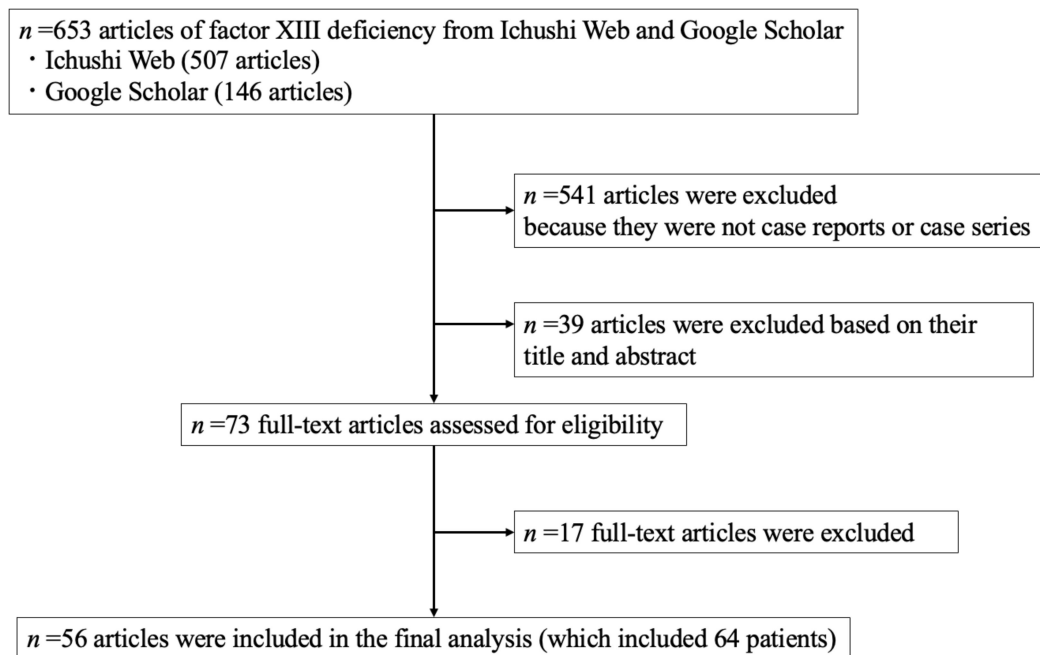 n =653 articles of factor XIII deficiency from Ichushi Web and Google Scholar
・Ichushi Web (507 articles)
・Google Scholar (146 articles)
n =541 articles were excluded
because they were not case reports or case series
n =39 articles were excluded based on their
title and abstract
n =73 full-text articles assessed for eligibility
n =17 full-text articles were excluded
n =56 articles were included in the final analysis (which included 64 patients)